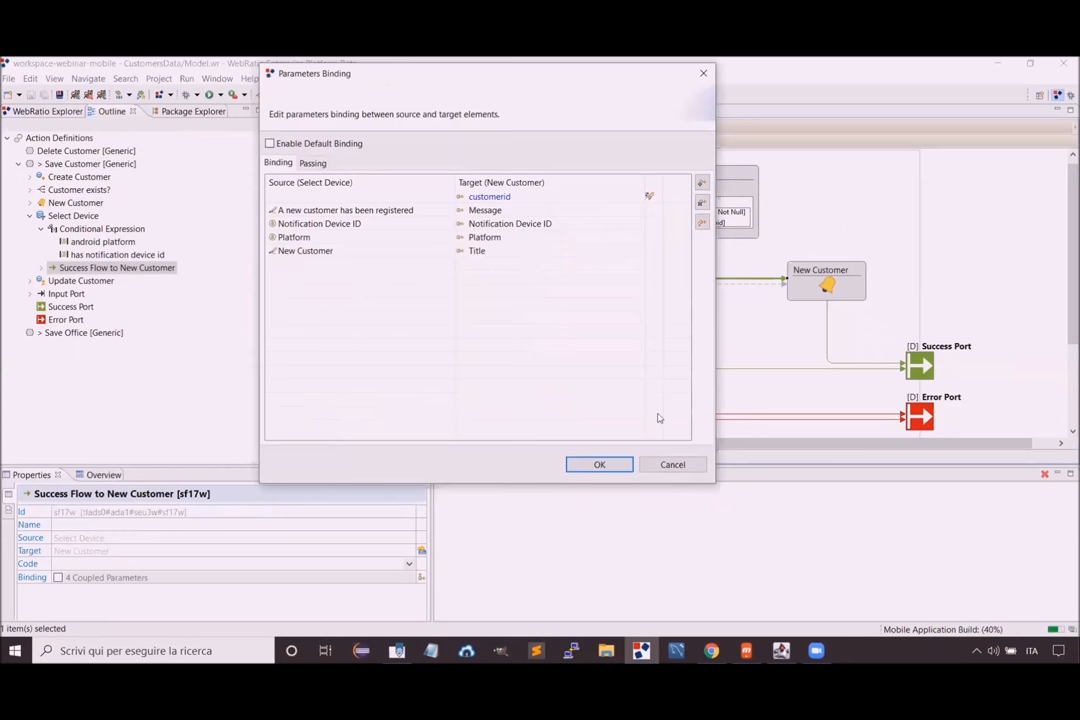 workspace-webinar-mobile - CustomersData/Model.wr - WebRatio
File Edit View Navigate Search Project Run Window Help
WebRatio Explorer Outline Package Explorer
Action Definitions
Delete Customer [Generic]
> Save Customer [Generic]
Create Customer
Customer exists?
New Customer
Select Device
Conditional Expression
android platform
has notification device id
Success Flow to New Customer
Update Customer
Input Port
Success Port
Error Port
> Save Office [Generic]
Parameters Binding
Edit parameters binding between source and target elements.
Enable Default Binding
Binding Passing
Source (Select Device) Target (New Customer)
customerid
A new customer has been registered Message
Notification Device ID Notification Device ID
Platform Platform
New Customer Title
OK Cancel
Not Null]
New Customer
[D] Success Port
[D] Error Port
Properties Overview
Success Flow to New Customer [sf17w]
Id
Name
Source Select Device
Target New Customer
Code
Binding 4 Coupled Parameters
1 item(s) selected
Mobile Application Build: (40%)
Scrivi qui per eseguire la ricerca
ITA